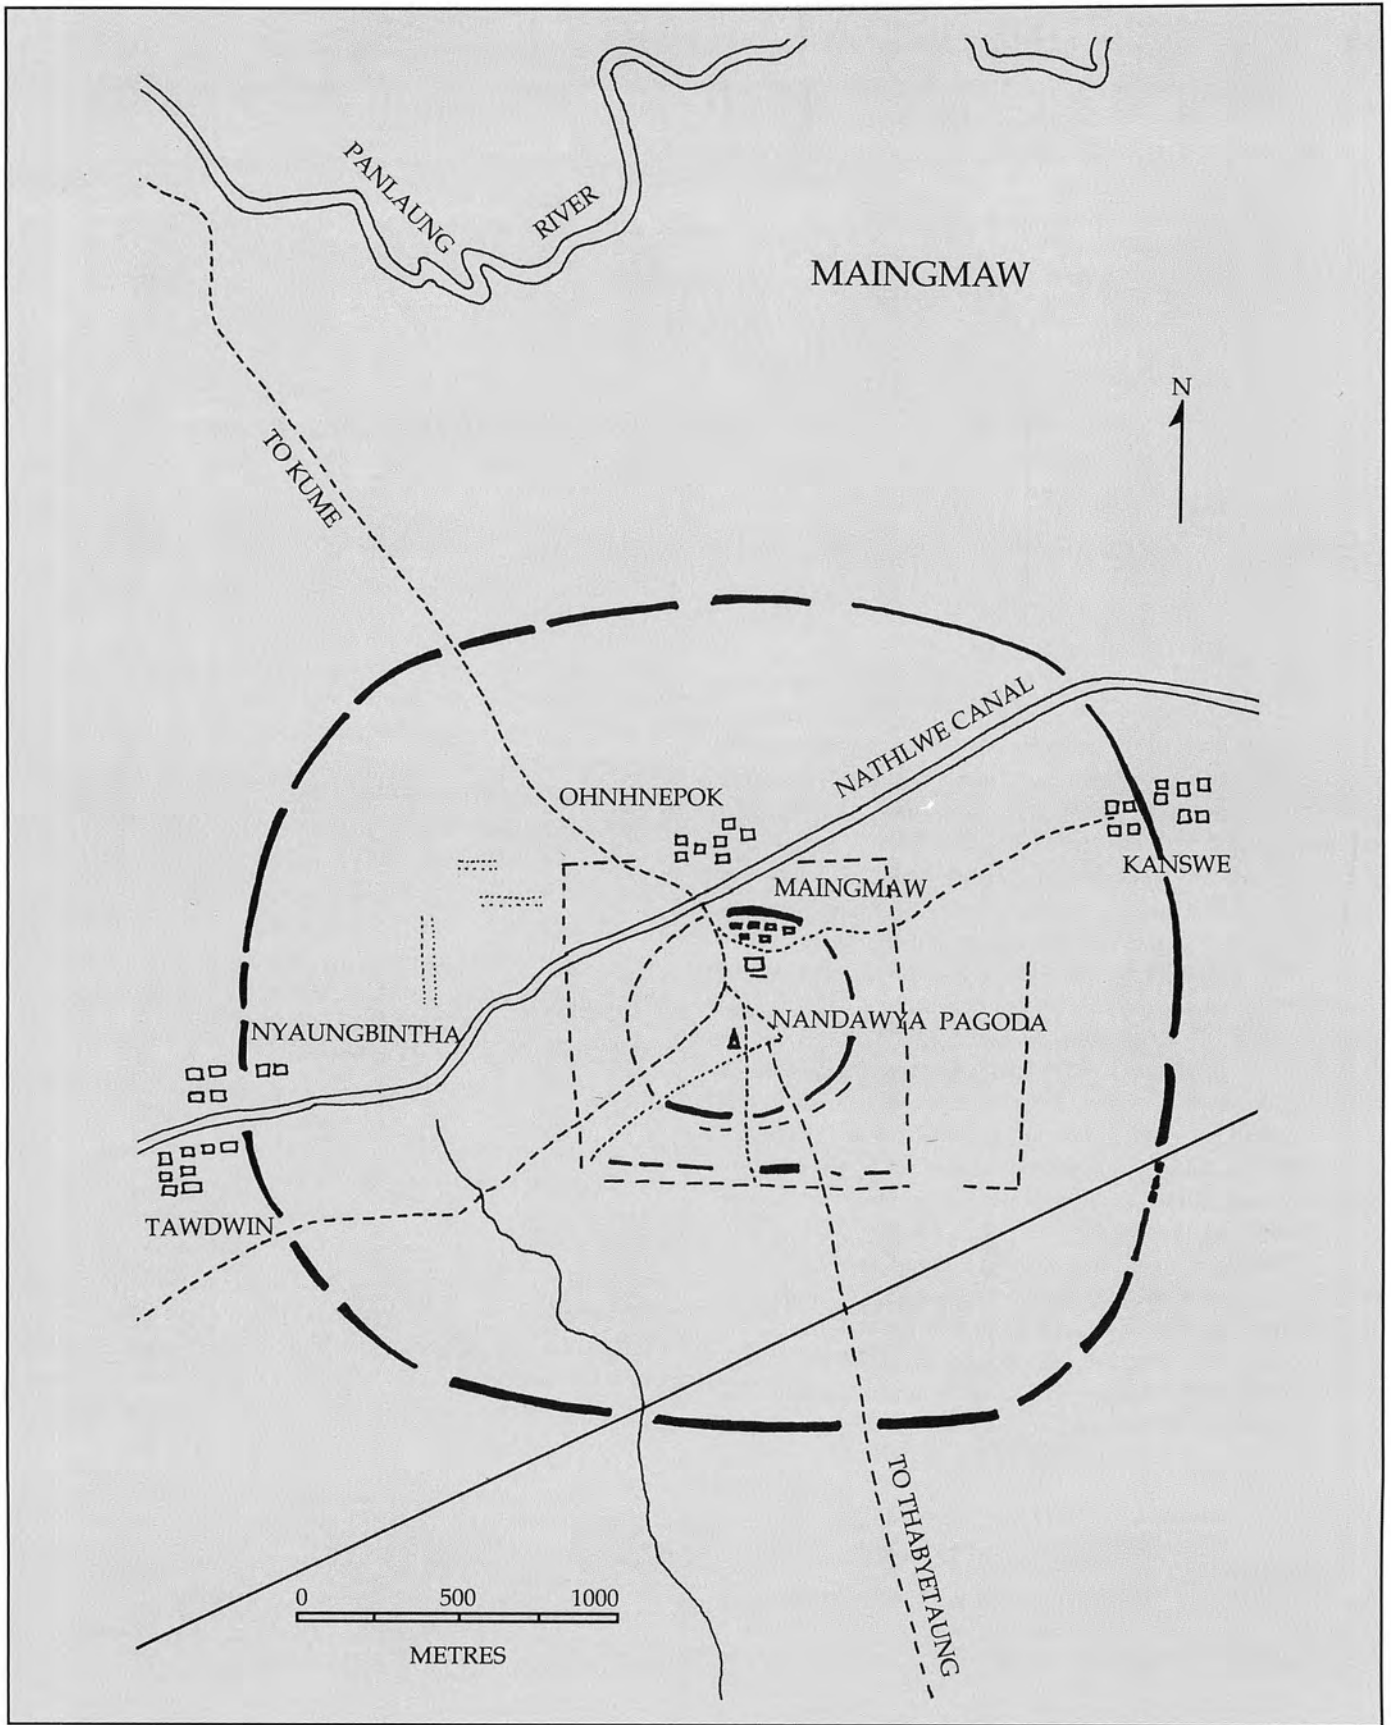 PANLAUNG
RIVER
MAINGMAW
N
TO KUME
NATHLWE CANAL
OHNHNEPOK
KANSWE
MAINGMAW
NANDAWYA PAGODA
NYAUNGBINTHA
TAWDWIN
TO THABYETAUNG
0 500 1000
METRES